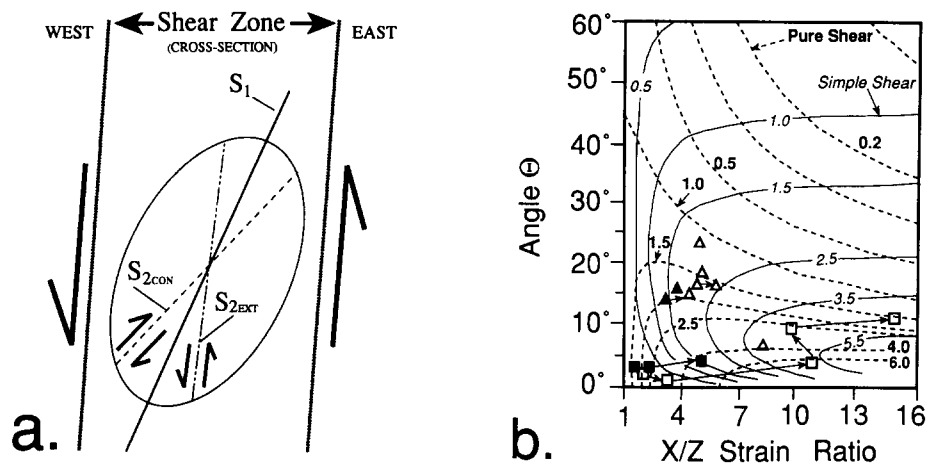 Shear Zone
WEST
(CROSS-SECTION)
EAST
S1
S2CON
S2EXT
a.
60°
50°
40°
30°
20°
10°
0°
Angle Θ
Pure Shear
Simple Shear
0.5
1.0
0.2
0.5
1.0
1.5
1.5
2.5
2.5
3.5
5.5
4.0
6.0
1 4 7 10 13 16
X/Z Strain Ratio
b.